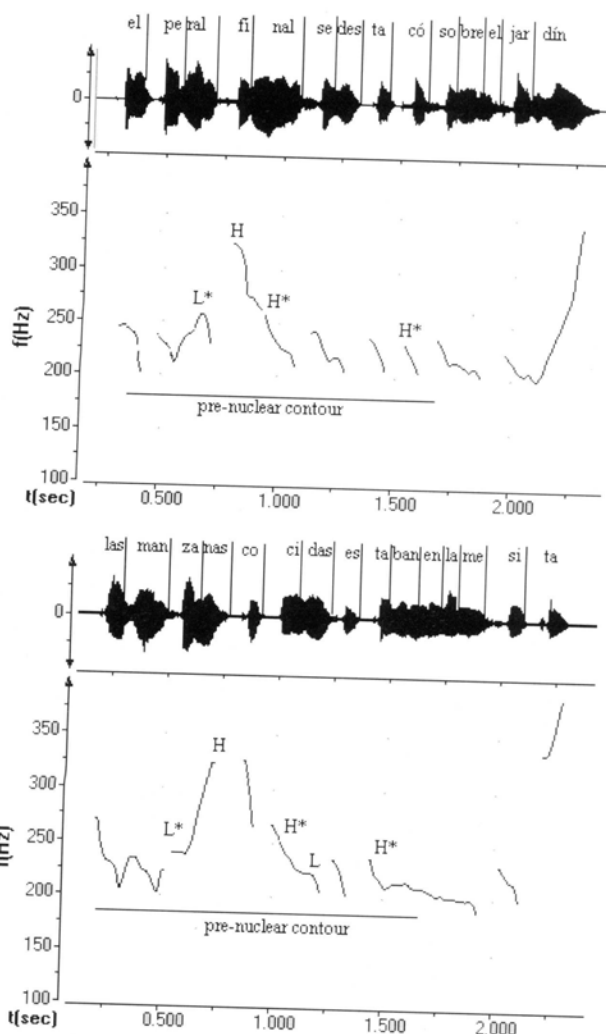 el pe ral fi nal se des ta có so bre el jar dín
0
350
H
300
L* H*
f(Hz)
250
H*
200
pre-nuclear contour
150
100
t(sec) 0.500 1.000 1.500 2.000
las man za nas co ci das es ta ban en la me si ta
0
350
H
300
f(Hz)
L* H* L H*
250
200
pre-nuclear contour
150
100
t(sec) 0.500 1.000 1.500 2.000